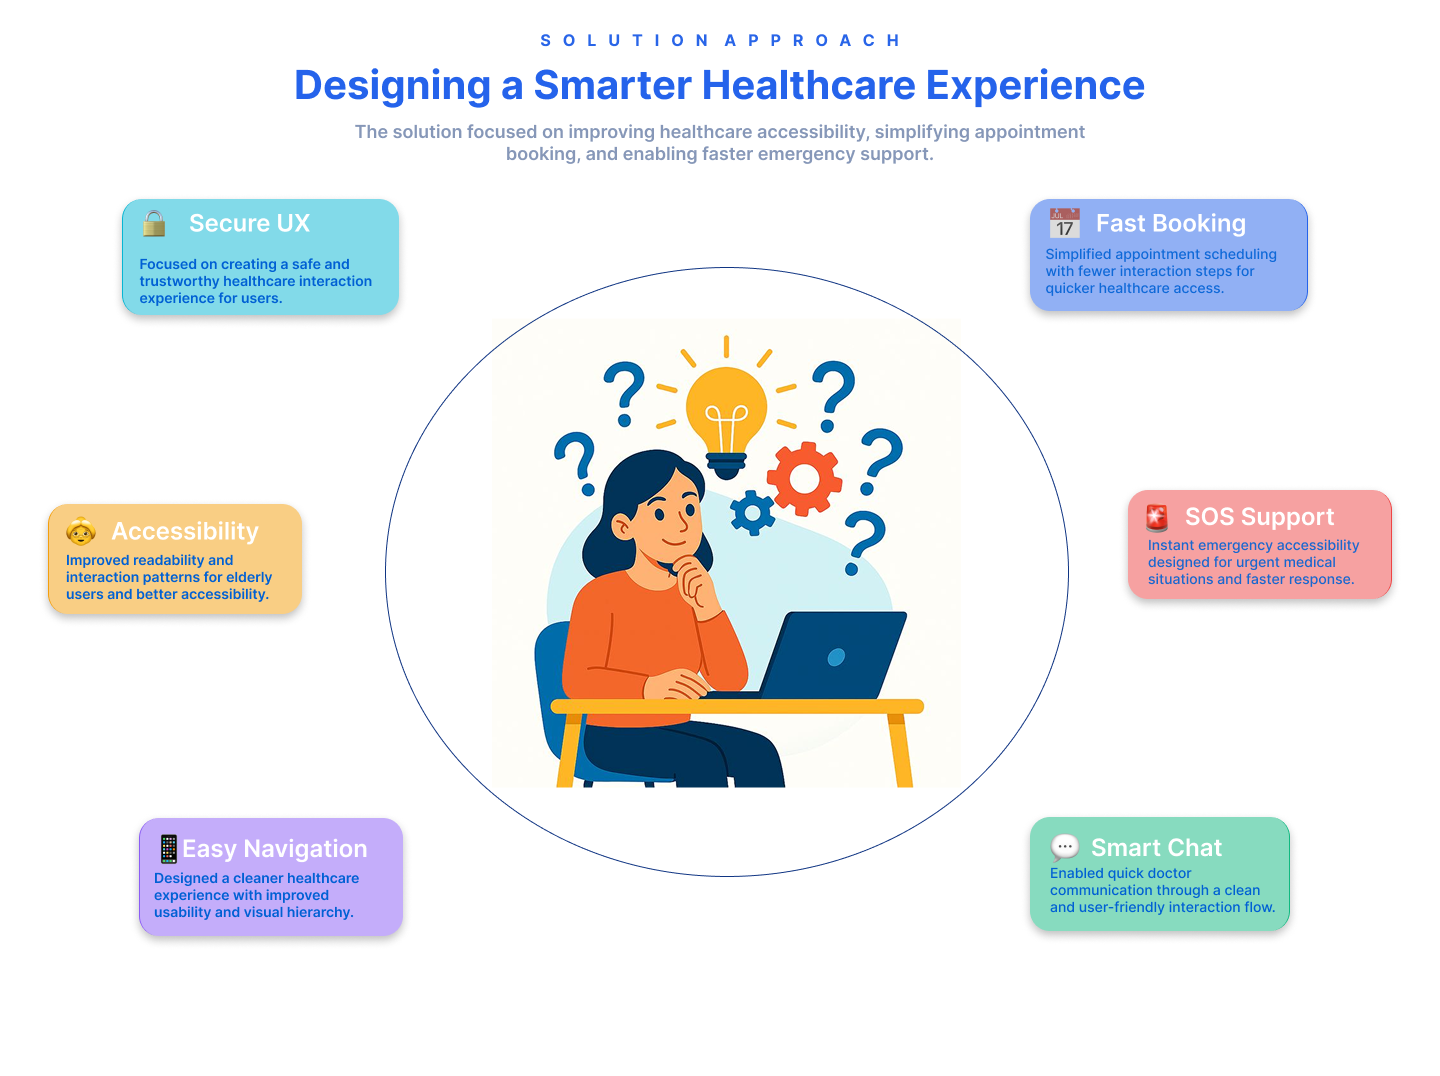 SOLUTION APPROACH
Designing a Smarter Healthcare Experience
The solution focused on improving healthcare accessibility, simplifying appointment
booking, and enabling faster emergency support.
🔒 Secure UX
Focused on creating a safe and
trustworthy healthcare interaction
experience for users.
JUL 17 Fast Booking
Simplified appointment scheduling
with fewer interaction steps for
quicker healthcare access.
? ? ? ? ?
Accessibility
Improved readability and
interaction patterns for elderly
users and better accessibility.
SOS Support
Instant emergency accessibility
designed for urgent medical
situations and faster response.
Easy Navigation
Designed a cleaner healthcare
experience with improved
usability and visual hierarchy.
Smart Chat
Enabled quick doctor
communication through a clean
and user-friendly interaction flow.